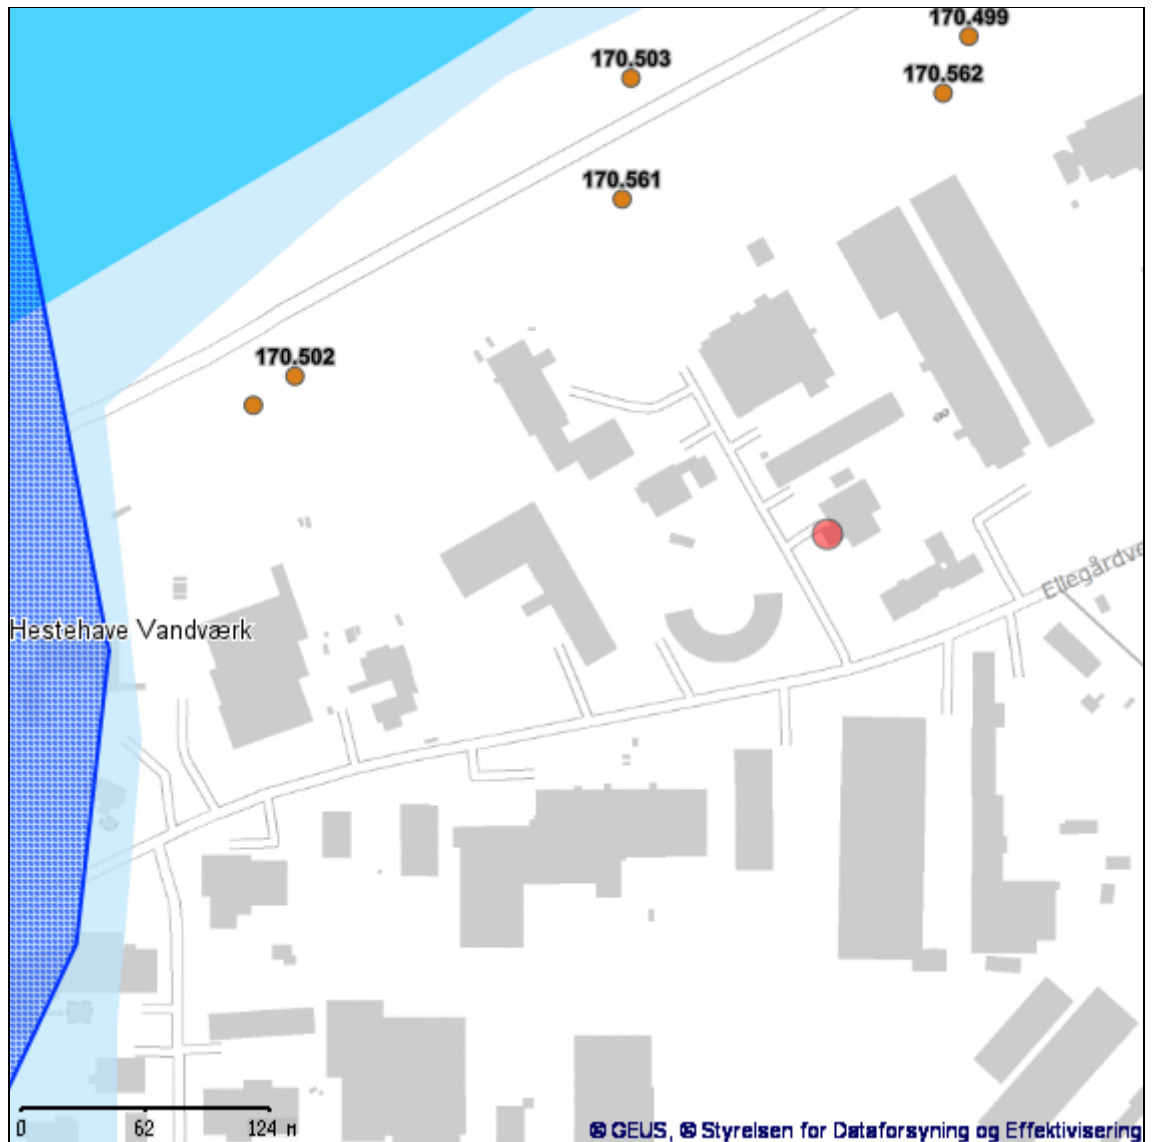 170.499
170.503
170.562
170.561
170.502
Ellegårdve
Hestehave Vandværk
0 62 124 M
© GEUS, © Styrelsen for Dataforsyning og Effektivisering